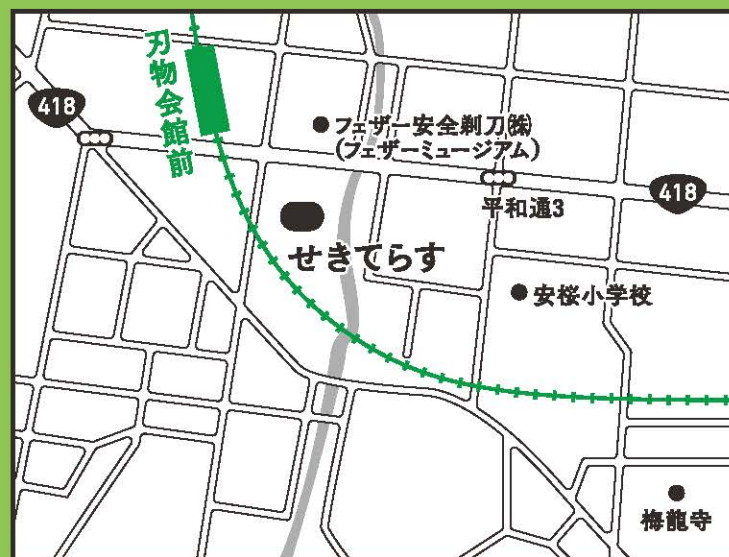 刃物会館前
418
フェザー安全剃刀㈱
(フェザーミュージアム)
418
平和通3
せきてらす
安桜小学校
梅龍寺